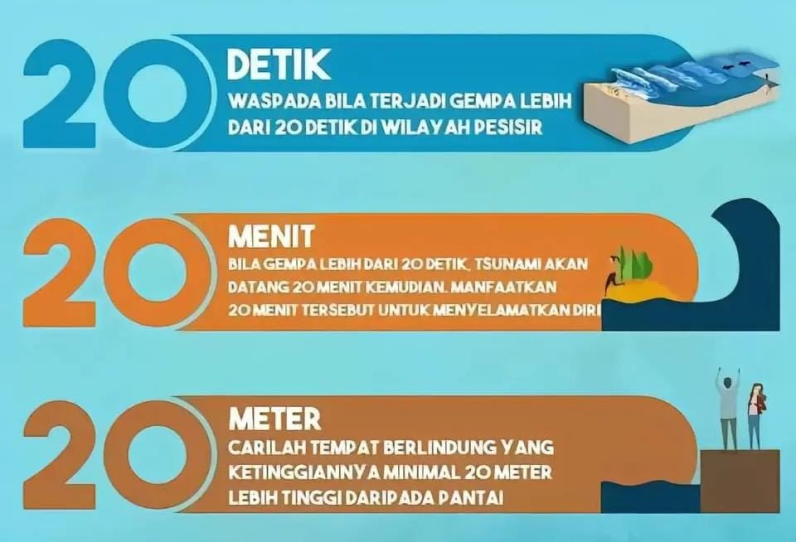 20
DETIK
WASPADA BILA TERJADI GEMPA LEBIH
DARI 20 DETIK DI WILAYAH PESISIR
20
MENIT
BILA GEMPA LEBIH DARI 20 DETIK, TSUNAMI AKAN
DATANG 20 MENIT KEMUDIAN. MANFAATKAN
20 MENIT TERSEBUT UNTUK MENYELAMATKAN DIRI
20
METER
CARILAH TEMPAT BERLINDUNG YANG
KETINGGIANNYA MINIMAL 20 METER
LEBIH TINGGI DARIPADA PANTAI